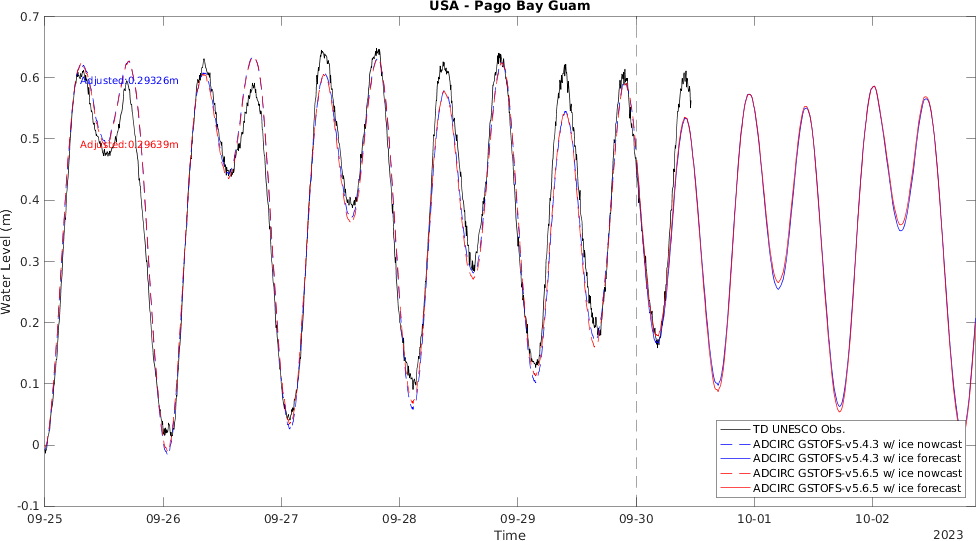 USA - Pago Bay Guam
0.7
0.6
0.5
0.4
0.3
0.2
0.1
0
-0.1
Water Level (m)
Adjusted:0.29326m
Adjusted:0.29639m
TD UNESCO Obs.
ADCIRC GSTOFS-v5.4.3 w/ ice nowcast
ADCIRC GSTOFS-v5.4.3 w/ ice forecast
ADCIRC GSTOFS-v5.6.5 w/ ice nowcast
ADCIRC GSTOFS-v5.6.5 w/ ice forecast
09-25 09-26 09-27 09-28 09-29 09-30 10-01 10-02
Time
2023